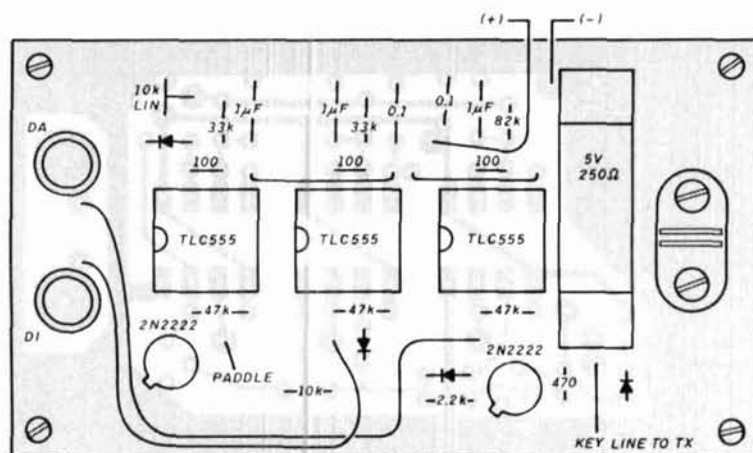 (+) (-)
10k LIN
1µF
33k
1µF
33k
0.1
0.1
1µF
82k
DA
100
100
100
5V
250Ω
TLC555
TLC555
TLC555
DI
47k
47k
47k
2N2222
2N2222
PADDLE
10k
2.2k
470
KEY LINE TO TX